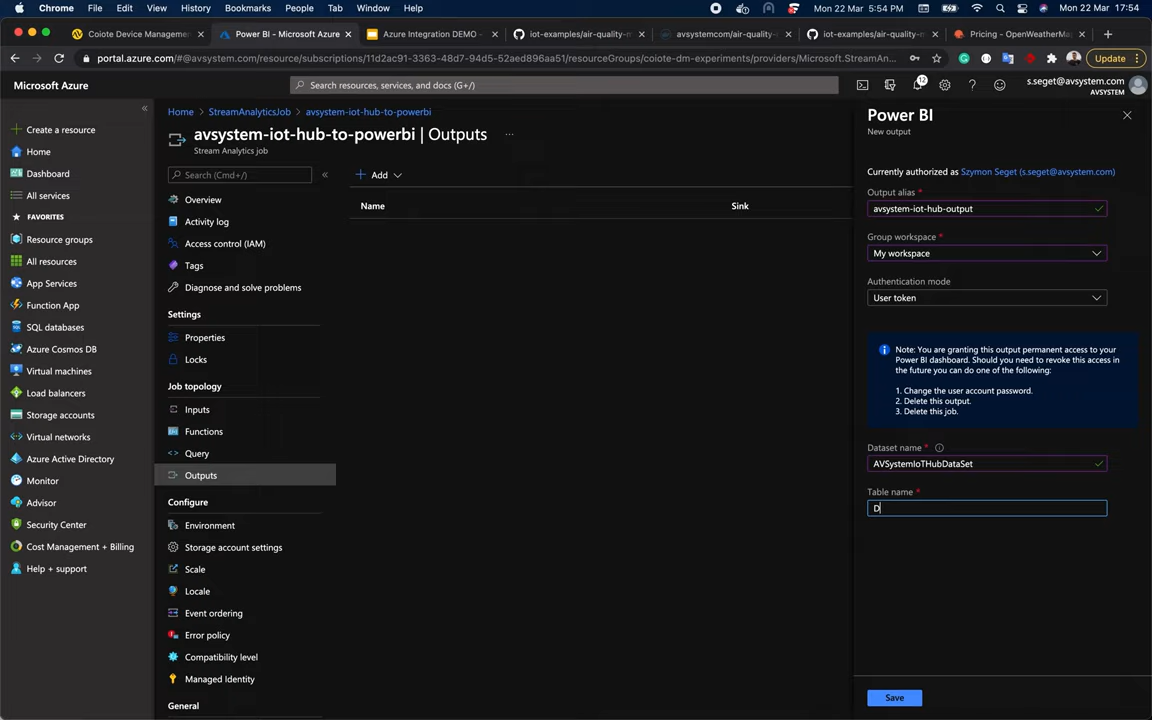 Chrome File Edit View History Bookmarks People Tab Window Help
Mon 22 Mar 5:54 PM
Mon 22 Mar 17:54
Coiote Device Management
Power BI - Microsoft Azure
Azure Integration DEMO -
iot-examples/air-quality-m
avsystemcom/air-quality-
iot-examples/air-quality-m
Pricing - OpenWeatherMa
portal.azure.com/#@avsystem.com/resource/subscriptions/11d2ac91-3363-48d7-94d5-52aed896aa51/resourceGroups/coiote-dm-experiments/providers/Microsoft.StreamAn...
Update
Microsoft Azure
Search resources, services, and docs (G+/)
12
s.seget@avsystem.com
AVSYSTEM
Create a resource
Home
Dashboard
All services
FAVORITES
Resource groups
All resources
App Services
Function App
SQL databases
Azure Cosmos DB
Virtual machines
Load balancers
Storage accounts
Virtual networks
Azure Active Directory
Monitor
Advisor
Security Center
Cost Management + Billing
Help + support
Home > StreamAnalyticsJob > avsystem-iot-hub-to-powerbi
avsystem-iot-hub-to-powerbi | Outputs ...
Stream Analytics job
Search (Cmd+/)
Overview
Activity log
Access control (IAM)
Tags
Diagnose and solve problems
Settings
Properties
Locks
Job topology
Inputs
Functions
Query
Outputs
Configure
Environment
Storage account settings
Scale
Locale
Event ordering
Error policy
Compatibility level
Managed Identity
General
Add
Name Sink
Power BI
New output
Currently authorized as Szymon Seget (s.seget@avsystem.com)
Output alias *
avsystem-iot-hub-output
Group workspace *
My workspace
Authentication mode
User token
Note: You are granting this output permanent access to your
Power BI dashboard. Should you need to revoke this access in
the future you can do one of the following:
1. Change the user account password.
2. Delete this output.
3. Delete this job.
Dataset name *
AVSystemIoTHubDataSet
Table name *
D
Save